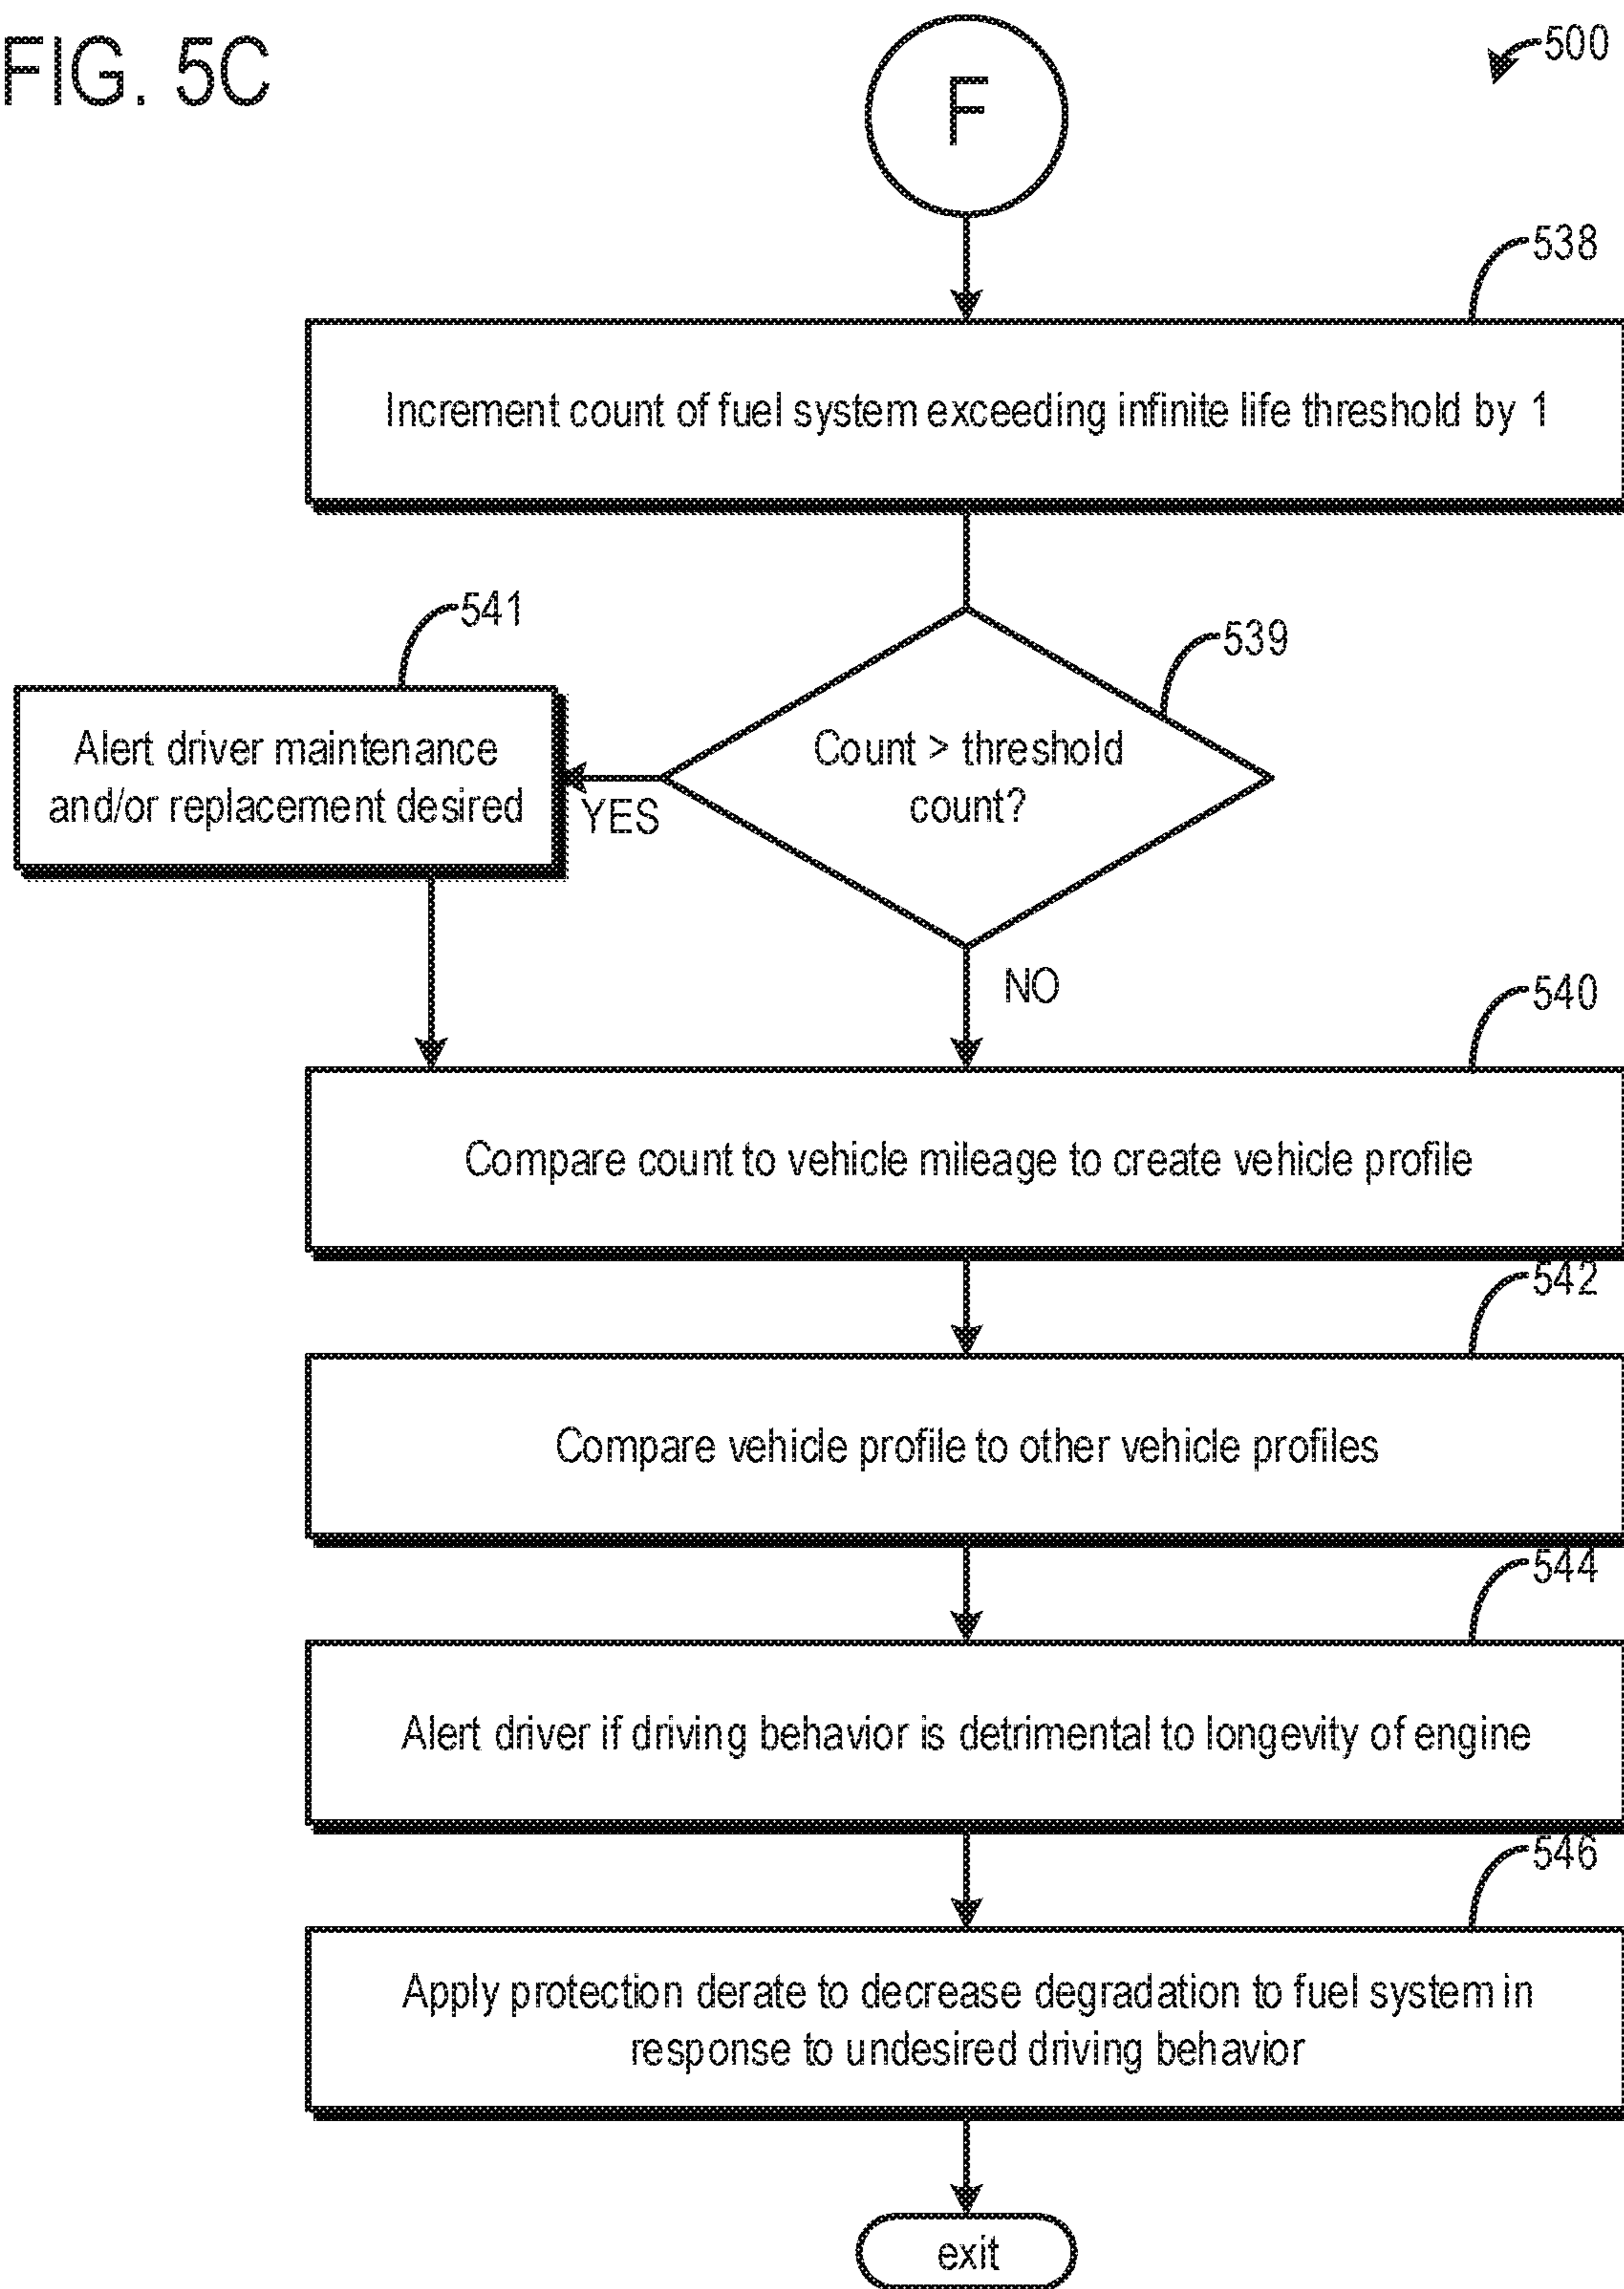 FIG. 5C
500
F
538
Increment count of fuel system exceeding infinite life threshold by 1
541
539
Alert driver maintenance
and/or replacement desired
Count > threshold
count?
YES
NO
540
Compare count to vehicle mileage to create vehicle profile
542
Compare vehicle profile to other vehicle profiles
544
Alert driver if driving behavior is detrimental to longevity of engine
546
Apply protection derate to decrease degradation to fuel system in
response to undesired driving behavior
exit